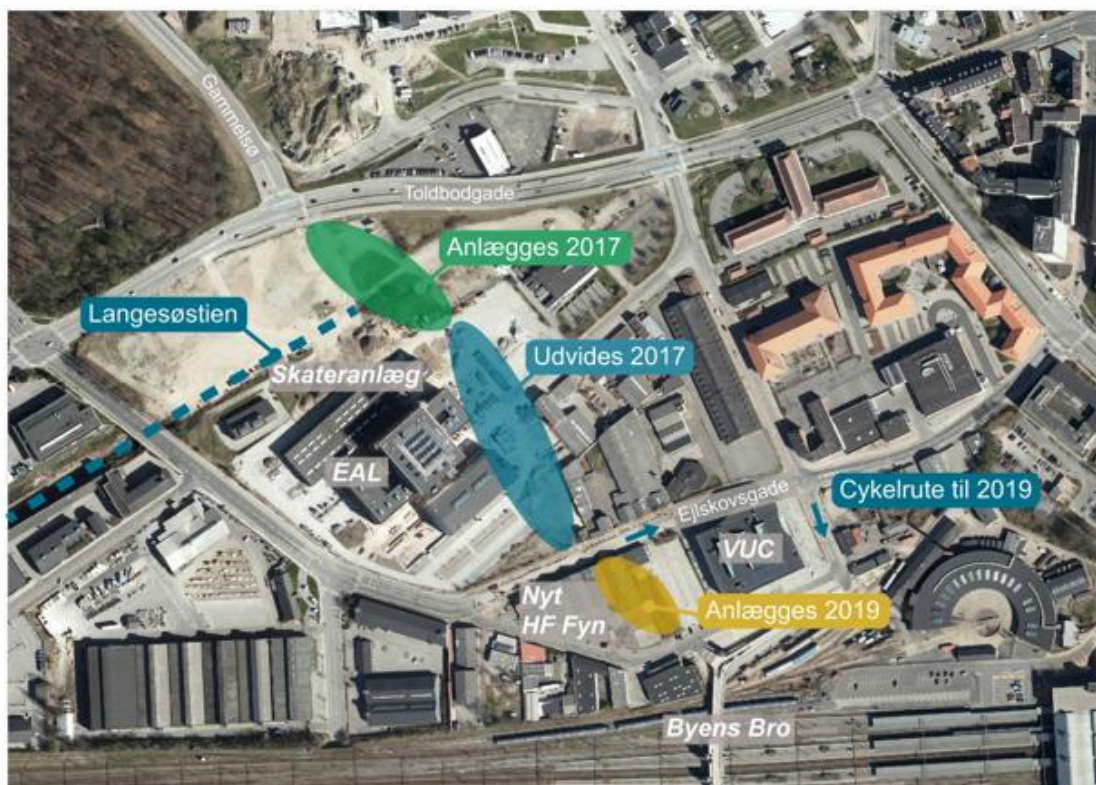 Gammelsø
Toldbodgade
Anlægges 2017
Langesøstien
Udvides 2017
Skateranlæg
EAL
Cykelrute til 2019
Ejlskovsgade
VUC
Nyt
HF Fyn
Anlægges 2019
Byens Bro